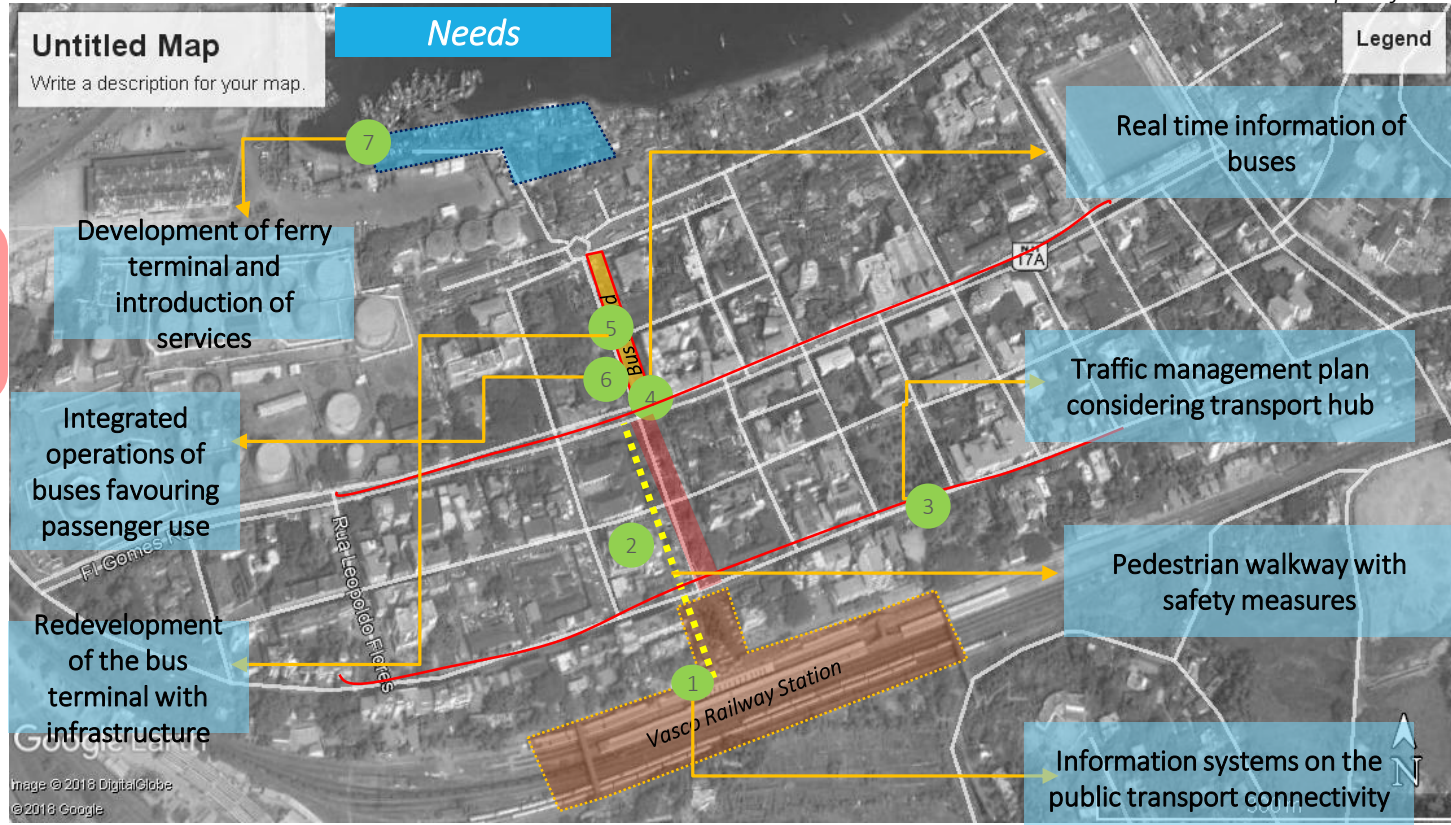 Needs
Untitled Map
Write a description for your map.
Legend
7
Real time information of
buses
Development of ferry
terminal and
introduction of
services
17A
5
Bus
6
4
Traffic management plan
considering transport hub
Integrated
operations of
buses favouring
passenger use
3
2
Fl Gomes
Rua Leopoldo Flores
Pedestrian walkway with
safety measures
Redevelopment
of the bus
terminal with
infrastructure
1
Vasco Railway Station
Google Earth
Information systems on the
public transport connectivity
N
Image © 2018 DigitalGlobe
©2018 Google